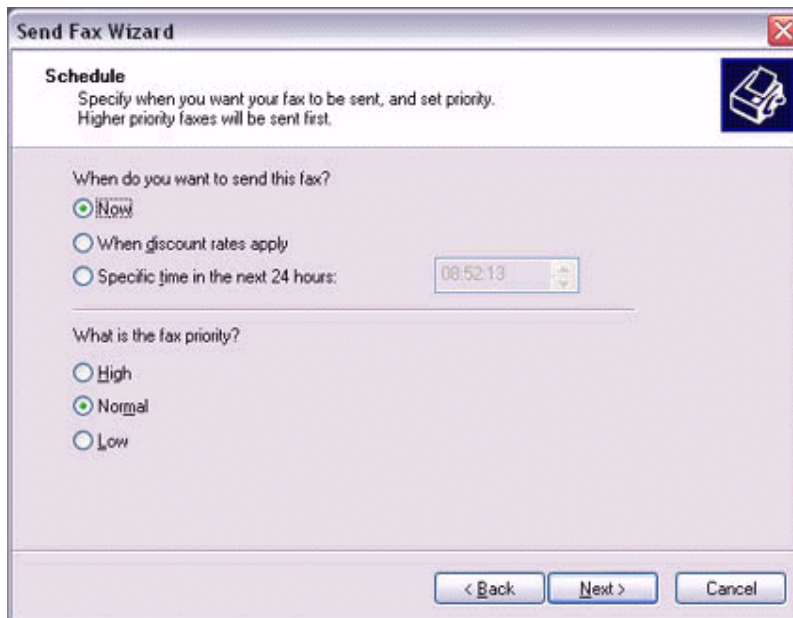 Send Fax Wizard
Schedule
Specify when you want your fax to be sent, and set priority.
Higher priority faxes will be sent first.
When do you want to send this fax?
Now
When discount rates apply
Specific time in the next 24 hours:
08:52:13
What is the fax priority?
High
Normal
Low
< Back
Next >
Cancel